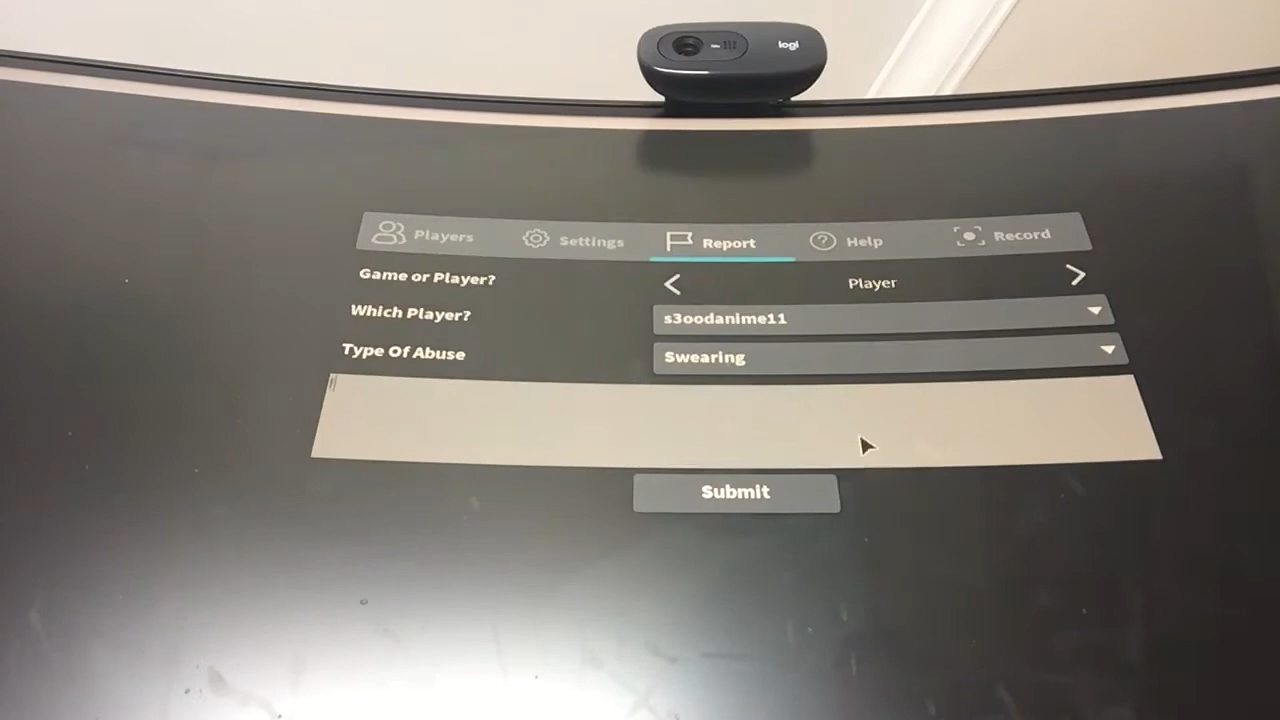 logi
Players Settings Report Help Record
Game or Player? Player
Which Player? s3oodanime11
Type Of Abuse Swearing
Submit